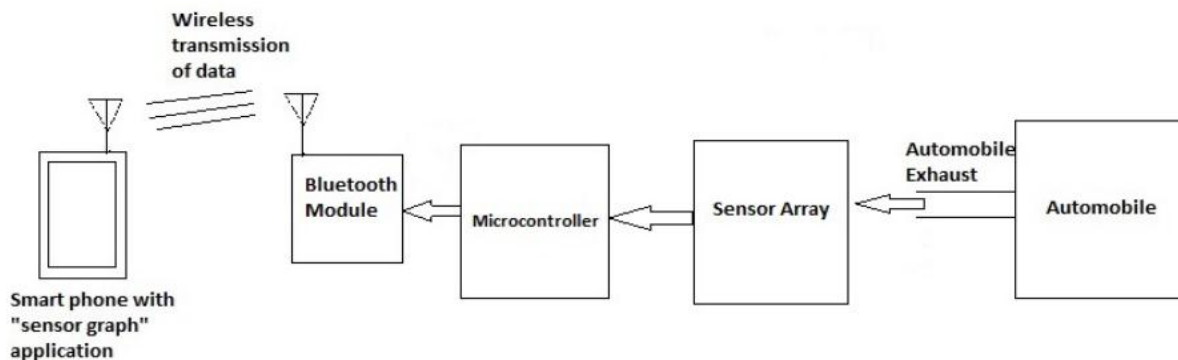 Wireless
transmission
of data
Bluetooth
Module
Microcontroller
Sensor Array
Automobile
Exhaust
Automobile
Smart phone with
"sensor graph"
application